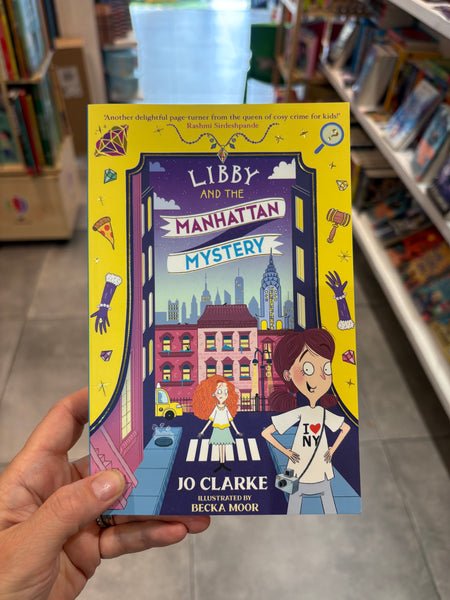 'Another delightful page-turner from the queen of cosy crime for kids!'
Rashmi Sirdeshpande
LIBBY
AND THE
MANHATTAN
MYSTERY
I ♥
NY
JO CLARKE
ILLUSTRATED BY
BECKA MOOR